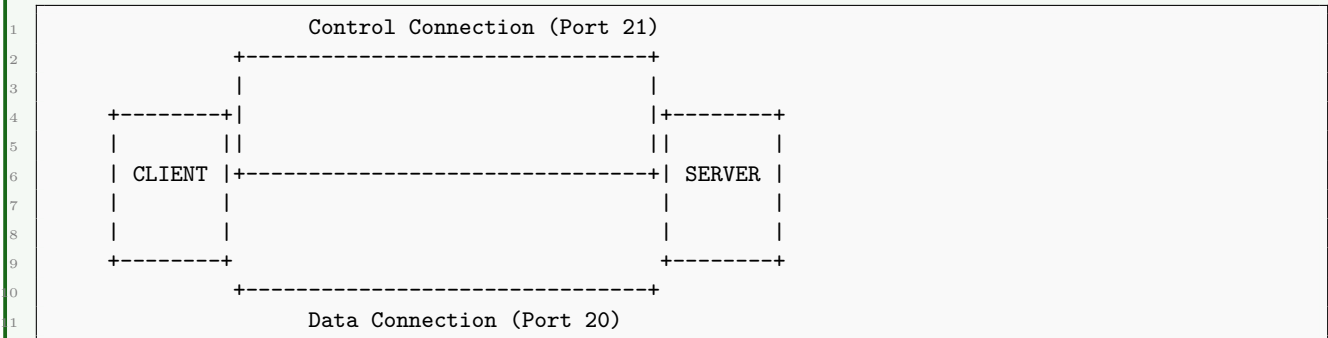 1 Control Connection (Port 21)
2 +--------------------------------+
3 | |
4 +--------+| |+--------+
5 | || || |
6 | CLIENT |+--------------------------------+| SERVER |
7 | | | |
8 | | | |
9 +--------+ +--------+
10 +--------------------------------+
11 Data Connection (Port 20)